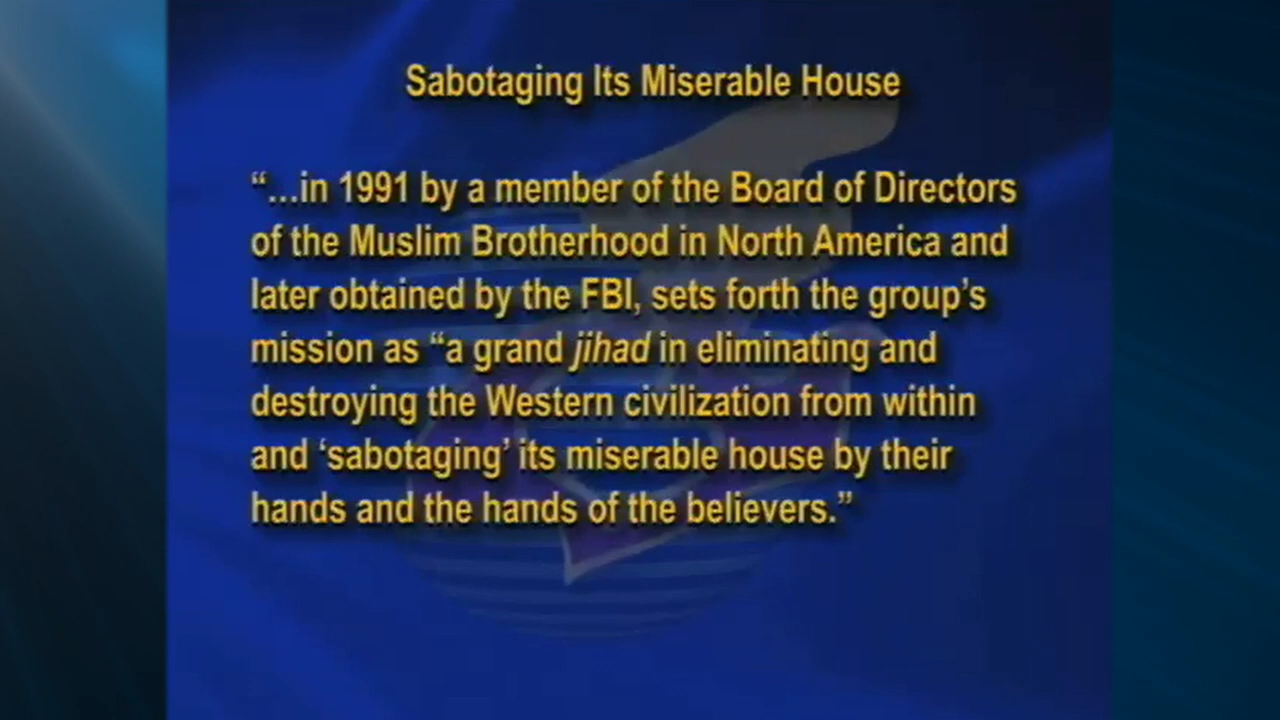 Sabotaging Its Miserable House
“...in 1991 by a member of the Board of Directors
of the Muslim Brotherhood in North America and
later obtained by the FBI, sets forth the group’s
mission as “a grand jihad in eliminating and
destroying the Western civilization from within
and ‘sabotaging’ its miserable house by their
hands and the hands of the believers.”